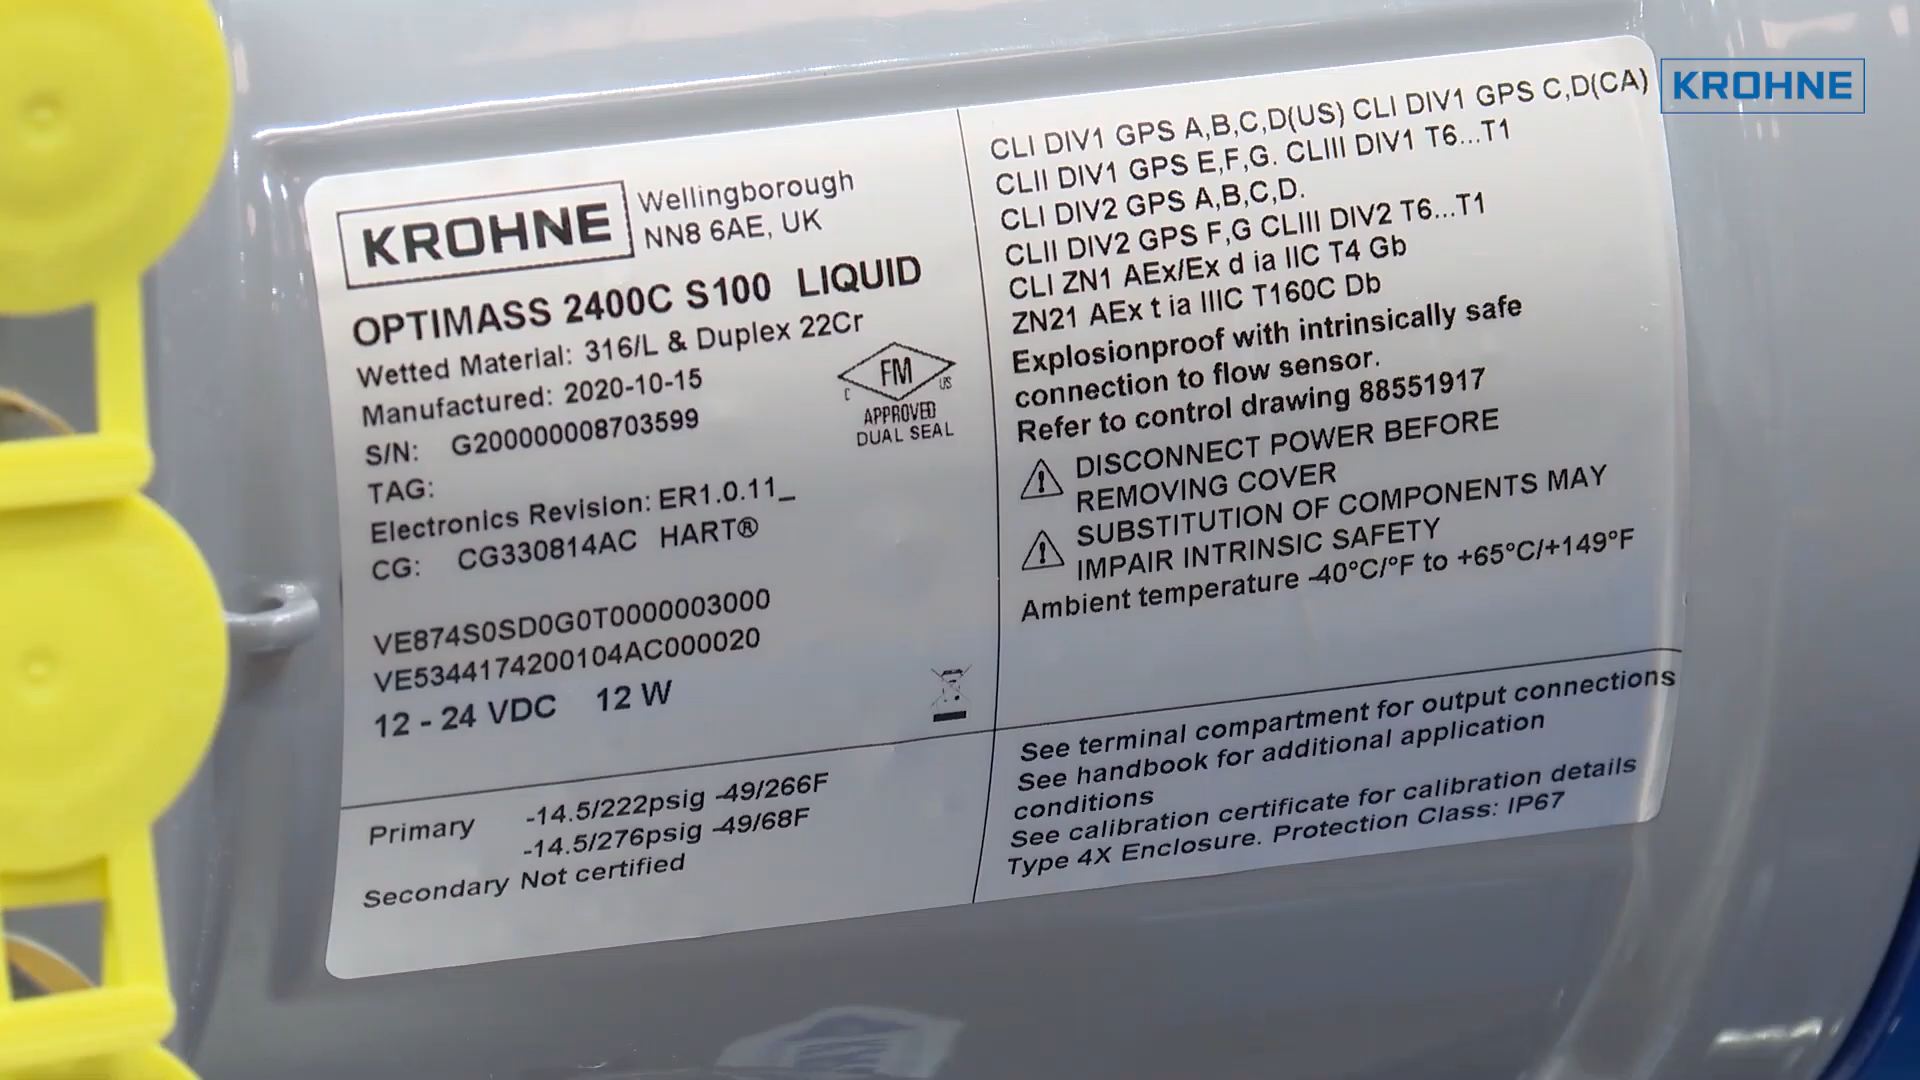 KROHNE
KROHNE
Wellingborough
NN8 6AE, UK
OPTIMASS 2400C S100 LIQUID
Wetted Material: 316/L & Duplex 22Cr
Manufactured: 2020-10-15
S/N: G200000008703599
TAG:
Electronics Revision: ER1.0.11_
CG: CG330814AC HART®
FM
C US
APPROVED
DUAL SEAL
VE874S0SD0G0T0000003000
VE5344174200104AC000020
12 - 24 VDC 12 W
Primary -14.5/222psig -49/266F
-14.5/276psig -49/68F
Secondary Not certified
CLI DIV1 GPS A,B,C,D(US) CLI DIV1 GPS C,D(CA)
CLII DIV1 GPS E,F,G. CLIII DIV1 T6...T1
CLI DIV2 GPS A,B,C,D.
CLII DIV2 GPS F,G CLIII DIV2 T6...T1
CLI ZN1 AEx/Ex d ia IIC T4 Gb
ZN21 AEx t ia IIIC T160C Db
Explosionproof with intrinsically safe
connection to flow sensor.
Refer to control drawing 88551917
DISCONNECT POWER BEFORE
REMOVING COVER
SUBSTITUTION OF COMPONENTS MAY
IMPAIR INTRINSIC SAFETY
Ambient temperature -40°C/°F to +65°C/+149°F
See terminal compartment for output connections
See handbook for additional application
conditions
See calibration certificate for calibration details
Type 4X Enclosure. Protection Class: IP67